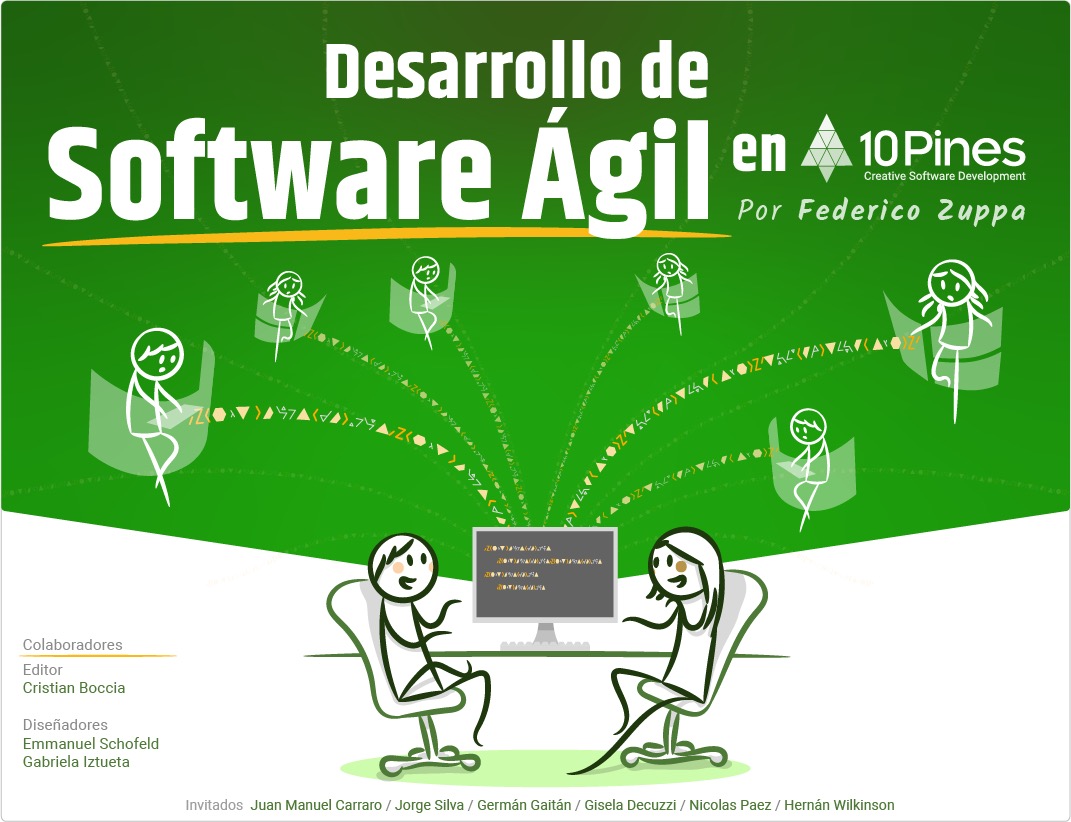 Desarrollo de
Software Ágil en 10Pines
Creative Software Development
Por Federico Zuppa
Colaboradores
Editor
Cristian Boccia
Diseñadores
Emmanuel Schofeld
Gabriela Iztueta
Invitados Juan Manuel Carraro / Jorge Silva / Germán Gaitán / Gisela Decuzzi / Nicolas Paez / Hernán Wilkinson